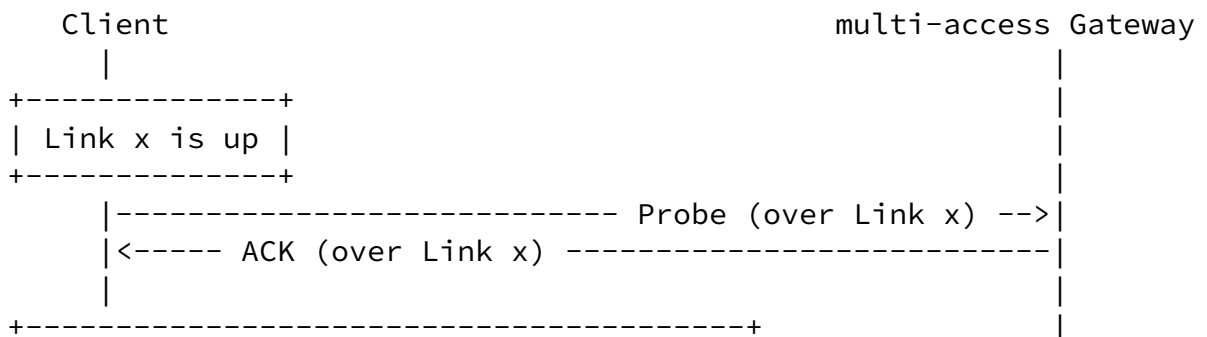 Client multi-access Gateway
| |
+--------------+ |
| Link x is up | |
+--------------+ |
|---------------------------- Probe (over Link x) -->|
|<----- ACK (over Link x) ---------------------------|
| |
+----------------------------------------+ |